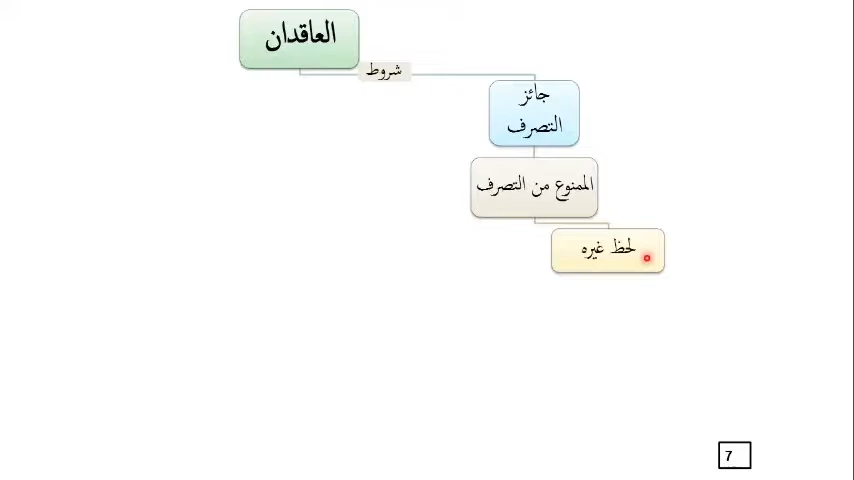 العاقدان
شروط
جائز
التصرف
الممنوع من التصرف
لحظ غيره
7